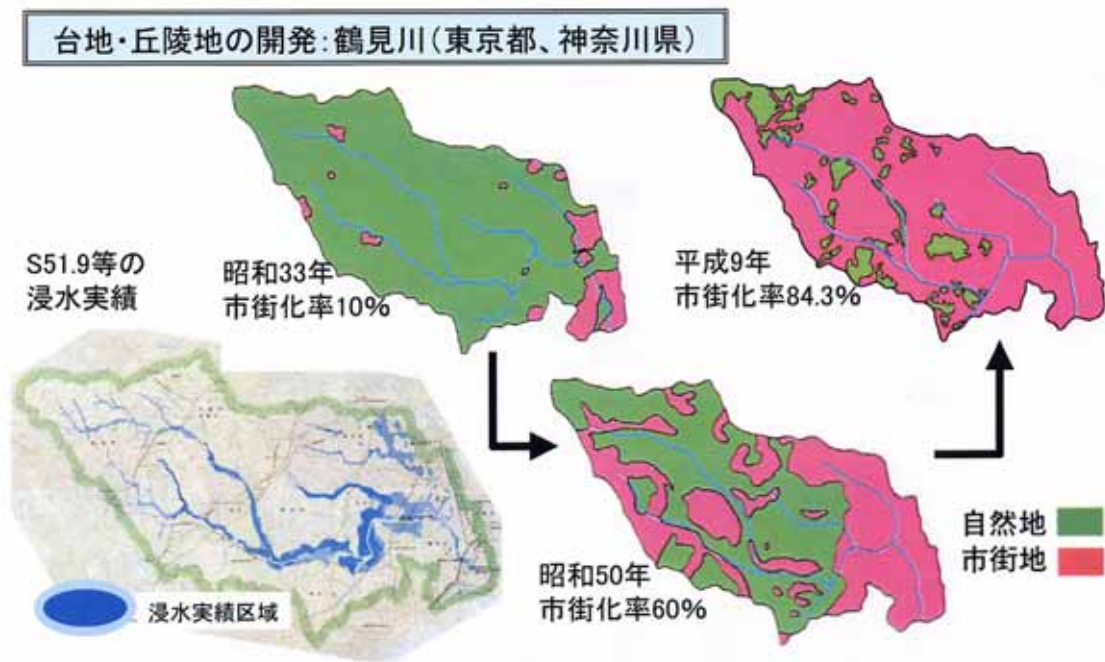 台地・丘陵地の開発:鶴見川(東京都、神奈川県)
S51.9等の
浸水実績
昭和33年
市街化率10%
平成9年
市街化率84.3%
昭和50年
市街化率60%
自然地
市街地
浸水実績区域